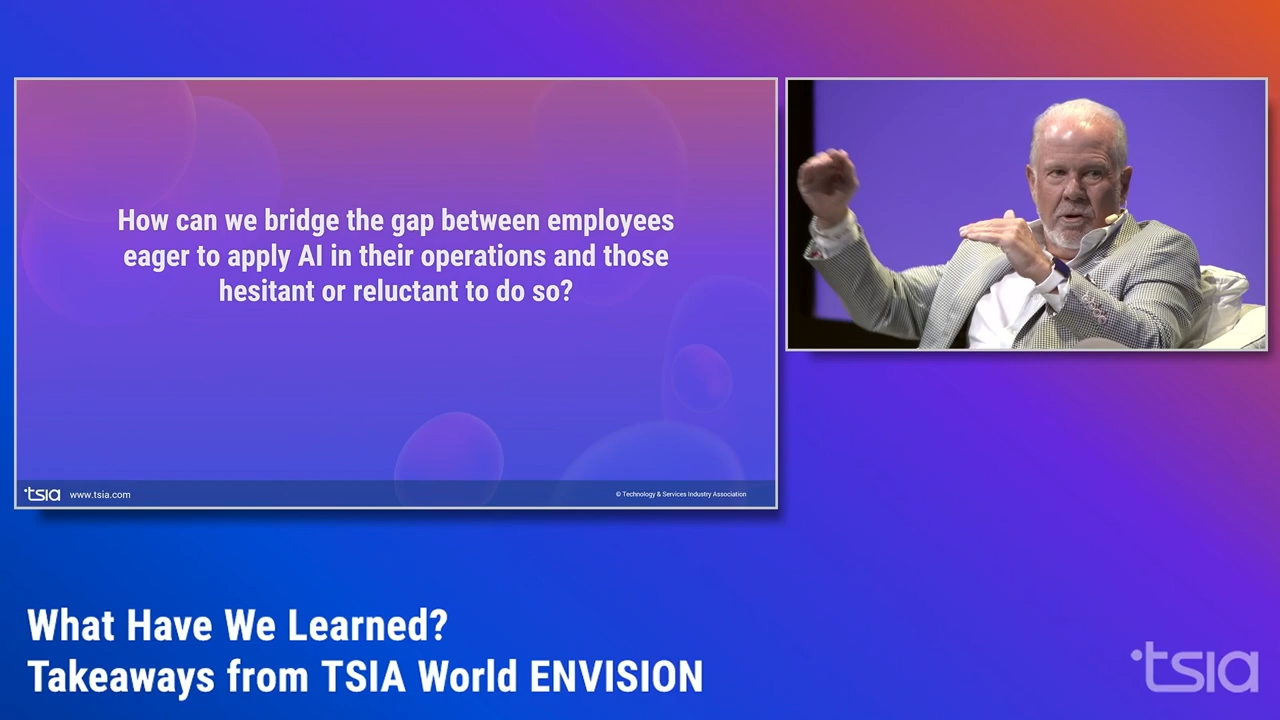 How can we bridge the gap between employees
eager to apply AI in their operations and those
hesitant or reluctant to do so?
tsia www.tsia.com
© Technology & Services Industry Association
What Have We Learned?
Takeaways from TSIA World ENVISION
tsia